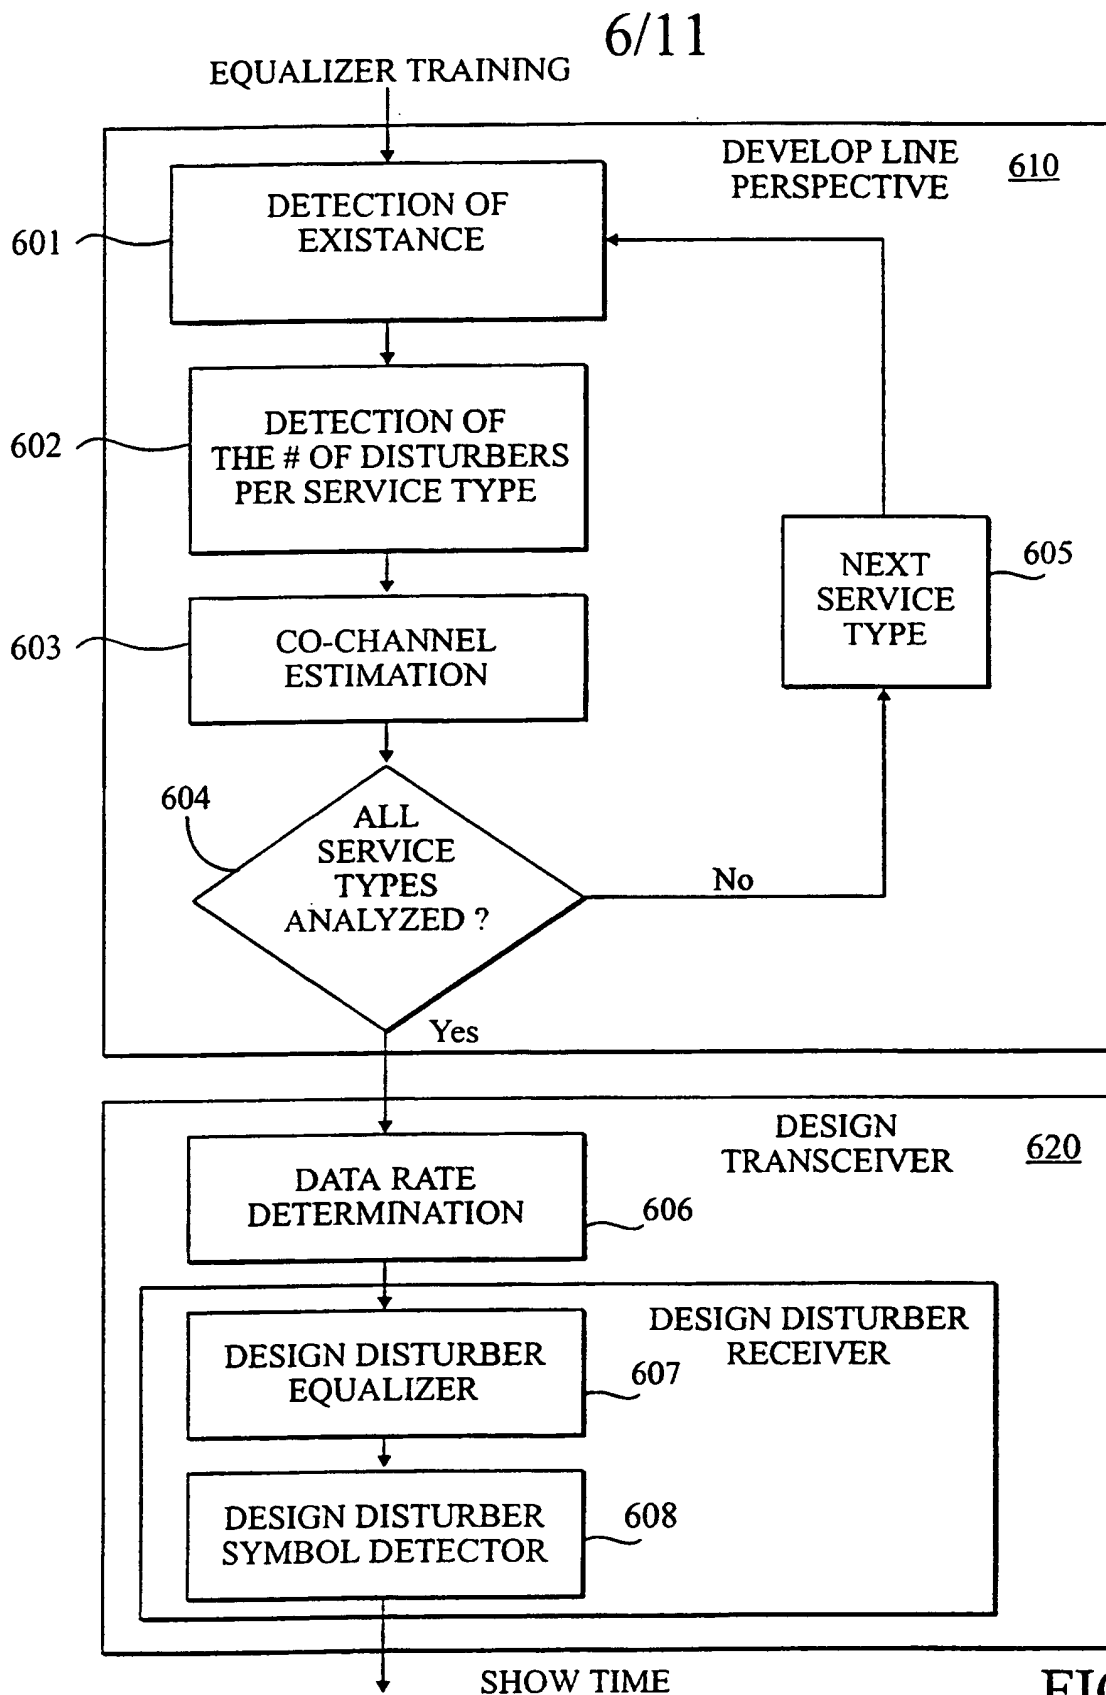 6/11
EQUALIZER TRAINING
DEVELOP LINE
PERSPECTIVE
610
DETECTION OF
EXISTANCE
601
DETECTION OF
THE # OF DISTURBERS
PER SERVICE TYPE
602
NEXT
SERVICE
TYPE
605
CO-CHANNEL
ESTIMATION
603
604
ALL
SERVICE
TYPES
ANALYZED ?
No
Yes
DESIGN
TRANSCEIVER
620
DATA RATE
DETERMINATION
606
DESIGN DISTURBER
RECEIVER
DESIGN DISTURBER
EQUALIZER
607
DESIGN DISTURBER
SYMBOL DETECTOR
608
SHOW TIME